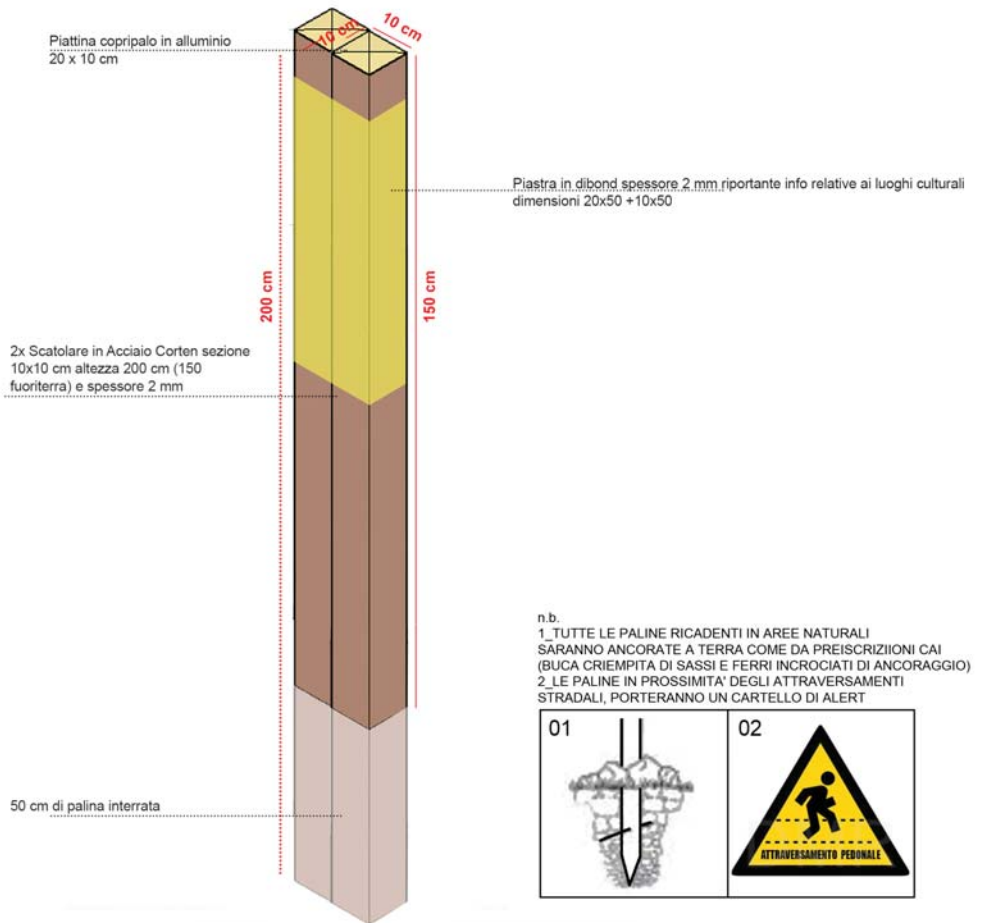 10 cm
10 cm
Piattina copripalo in alluminio
20 x 10 cm
Piastra in dibond spessore 2 mm riportante info relative ai luoghi culturali
dimensioni 20x50 +10x50
200 cm
150 cm
2x Scatolare in Acciaio Corten sezione
10x10 cm altezza 200 cm (150
fuoriterra) e spessore 2 mm
n.b.
1_TUTTE LE PALINE RICADENTI IN AREE NATURALI
SARANNO ANCORATE A TERRA COME DA PREISCRIZIIONI CAI
(BUCA CRIEMPITA DI SASSI E FERRI INCROCIATI DI ANCORAGGIO)
2_LE PALINE IN PROSSIMITA' DEGLI ATTRAVERSAMENTI
STRADALI, PORTERANNO UN CARTELLO DI ALERT
01
02
ATTRAVERSAMENTO PEDONALE
50 cm di palina interrata